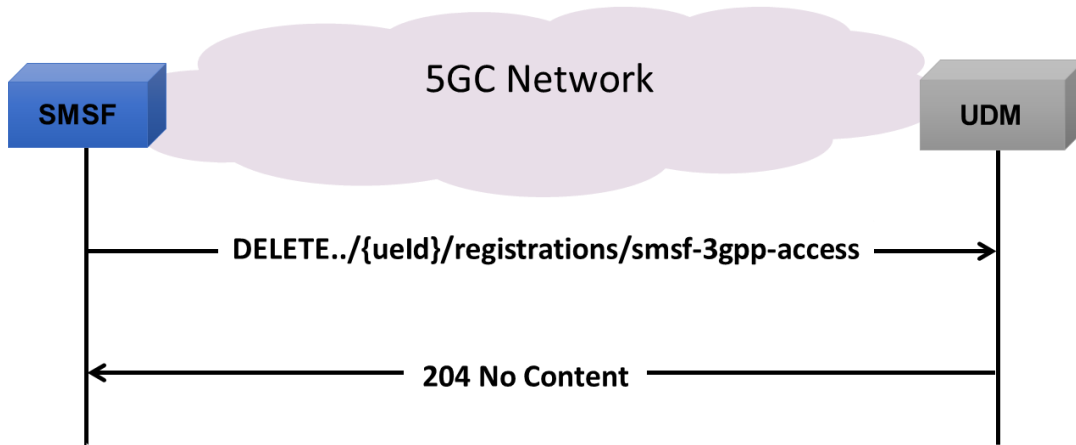 5GC Network
SMSF
UDM
DELETE../{ueId}/registrations/smsf-3gpp-access
204 No Content